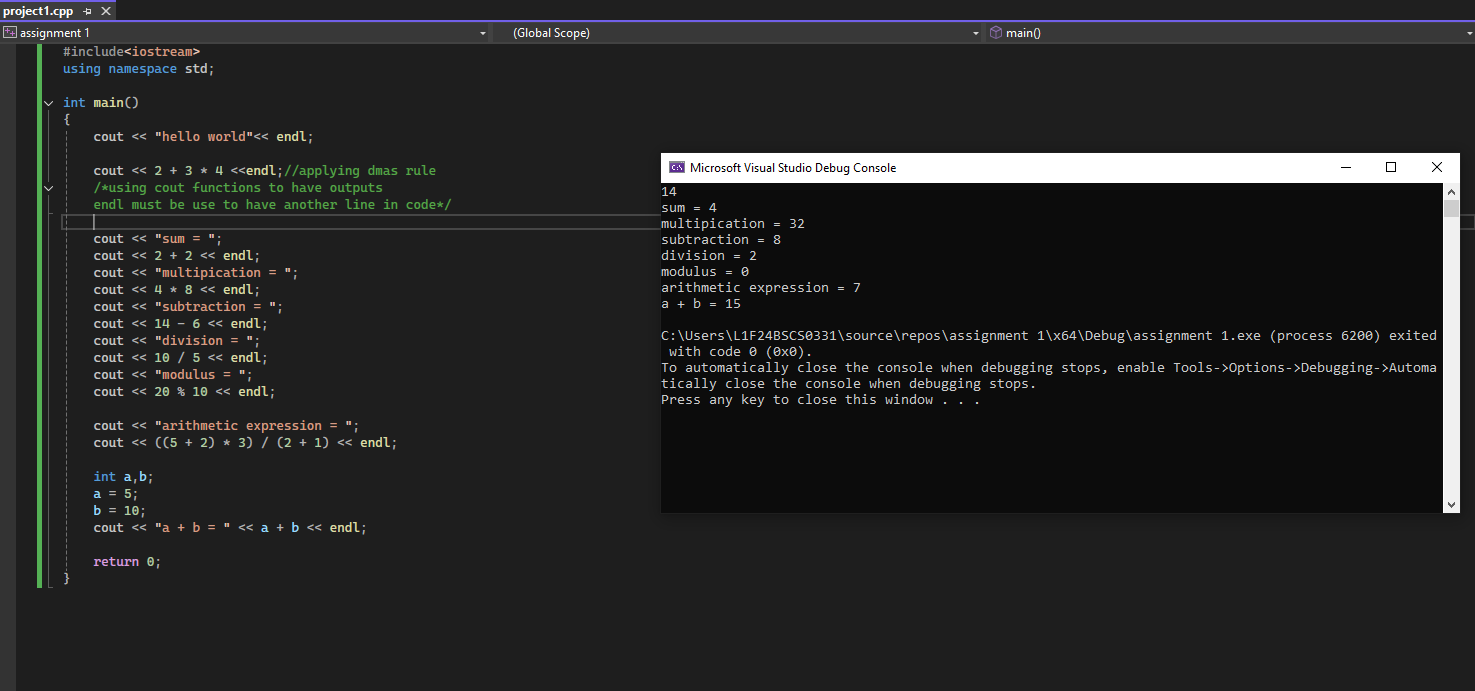 project1.cpp
assignment 1 (Global Scope) main()
#include<iostream>
using namespace std;
int main()
{
cout << "hello world"<< endl;
cout << 2 + 3 * 4 <<endl;//applying dmas rule
/*using cout functions to have outputs
endl must be use to have another line in code*/
cout << "sum = ";
cout << 2 + 2 << endl;
cout << "multipication = ";
cout << 4 * 8 << endl;
cout << "subtraction = ";
cout << 14 - 6 << endl;
cout << "division = ";
cout << 10 / 5 << endl;
cout << "modulus = ";
cout << 20 % 10 << endl;
cout << "arithmetic expression = ";
cout << ((5 + 2) * 3) / (2 + 1) << endl;
int a,b;
a = 5;
b = 10;
cout << "a + b = " << a + b << endl;
return 0;
}
Microsoft Visual Studio Debug Console
14
sum = 4
multipication = 32
subtraction = 8
division = 2
modulus = 0
arithmetic expression = 7
a + b = 15
C:\Users\L1F24BSCS0331\source\repos\assignment 1\x64\Debug\assignment 1.exe (process 6200) exited
with code 0 (0x0).
To automatically close the console when debugging stops, enable Tools->Options->Debugging->Automa
tically close the console when debugging stops.
Press any key to close this window . . .